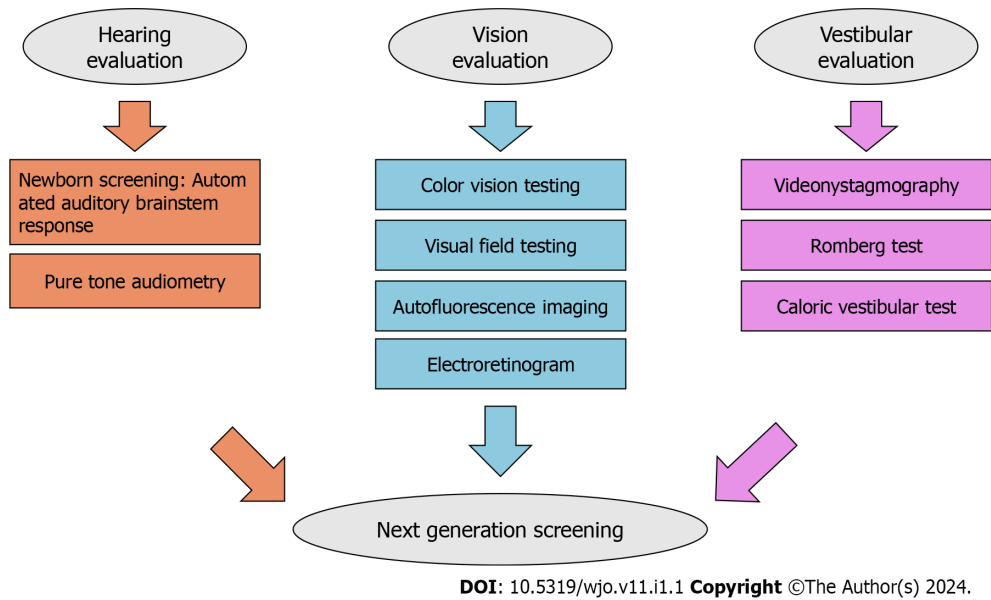 Hearing
evaluation
Newborn screening: Autom
ated auditory brainstem
response
Pure tone audiometry
Vision
evaluation
Color vision testing
Visual field testing
Autofluorescence imaging
Electroretinogram
Vestibular
evaluation
Videonystagmography
Romberg test
Caloric vestibular test
Next generation screening
DOI: 10.5319/wjo.v11.i1.1 Copyright ©The Author(s) 2024.